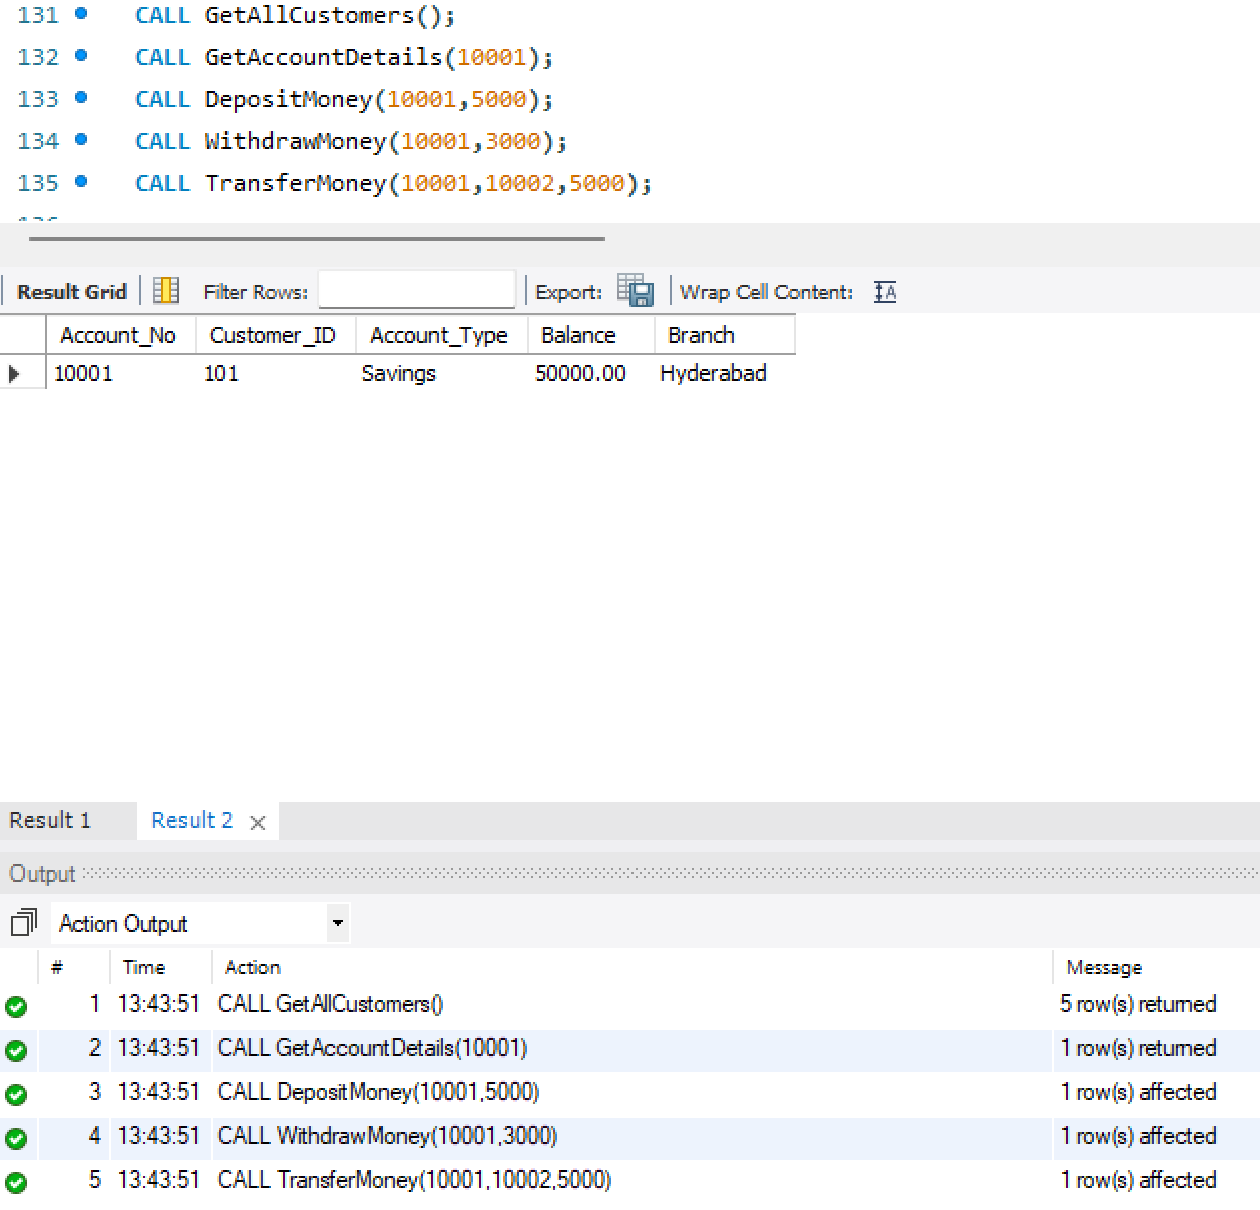 131 CALL GetAllCustomers();
132 CALL GetAccountDetails(10001);
133 CALL DepositMoney(10001,5000);
134 CALL WithdrawMoney(10001,3000);
135 CALL TransferMoney(10001,10002,5000);
Result Grid Filter Rows: Export: Wrap Cell Content:
Account_No Customer_ID Account_Type Balance Branch
10001 101 Savings 50000.00 Hyderabad
Result 1 Result 2
Output
Action Output
# Time Action Message
1 13:43:51 CALL GetAllCustomers() 5 row(s) returned
2 13:43:51 CALL GetAccountDetails(10001) 1 row(s) returned
3 13:43:51 CALL DepositMoney(10001,5000) 1 row(s) affected
4 13:43:51 CALL WithdrawMoney(10001,3000) 1 row(s) affected
5 13:43:51 CALL TransferMoney(10001,10002,5000) 1 row(s) affected